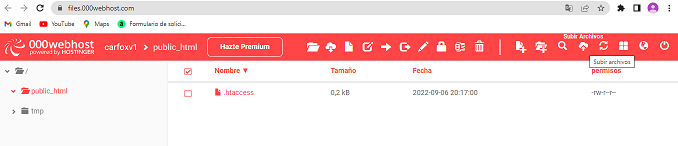 files.000webhost.com
Gmail
YouTube
Maps
Formulario de solici...
000webhost
powered by HOSTINGER
carfoxv1 > public_html
Hazte Premium
Subir Archivos
Subir archivos
/
public_html
tmp
Nombre ▼ Tamaño Fecha permisos
.htaccess 0,2 kB 2022-09-06 20:17:00 -rw-r--r--